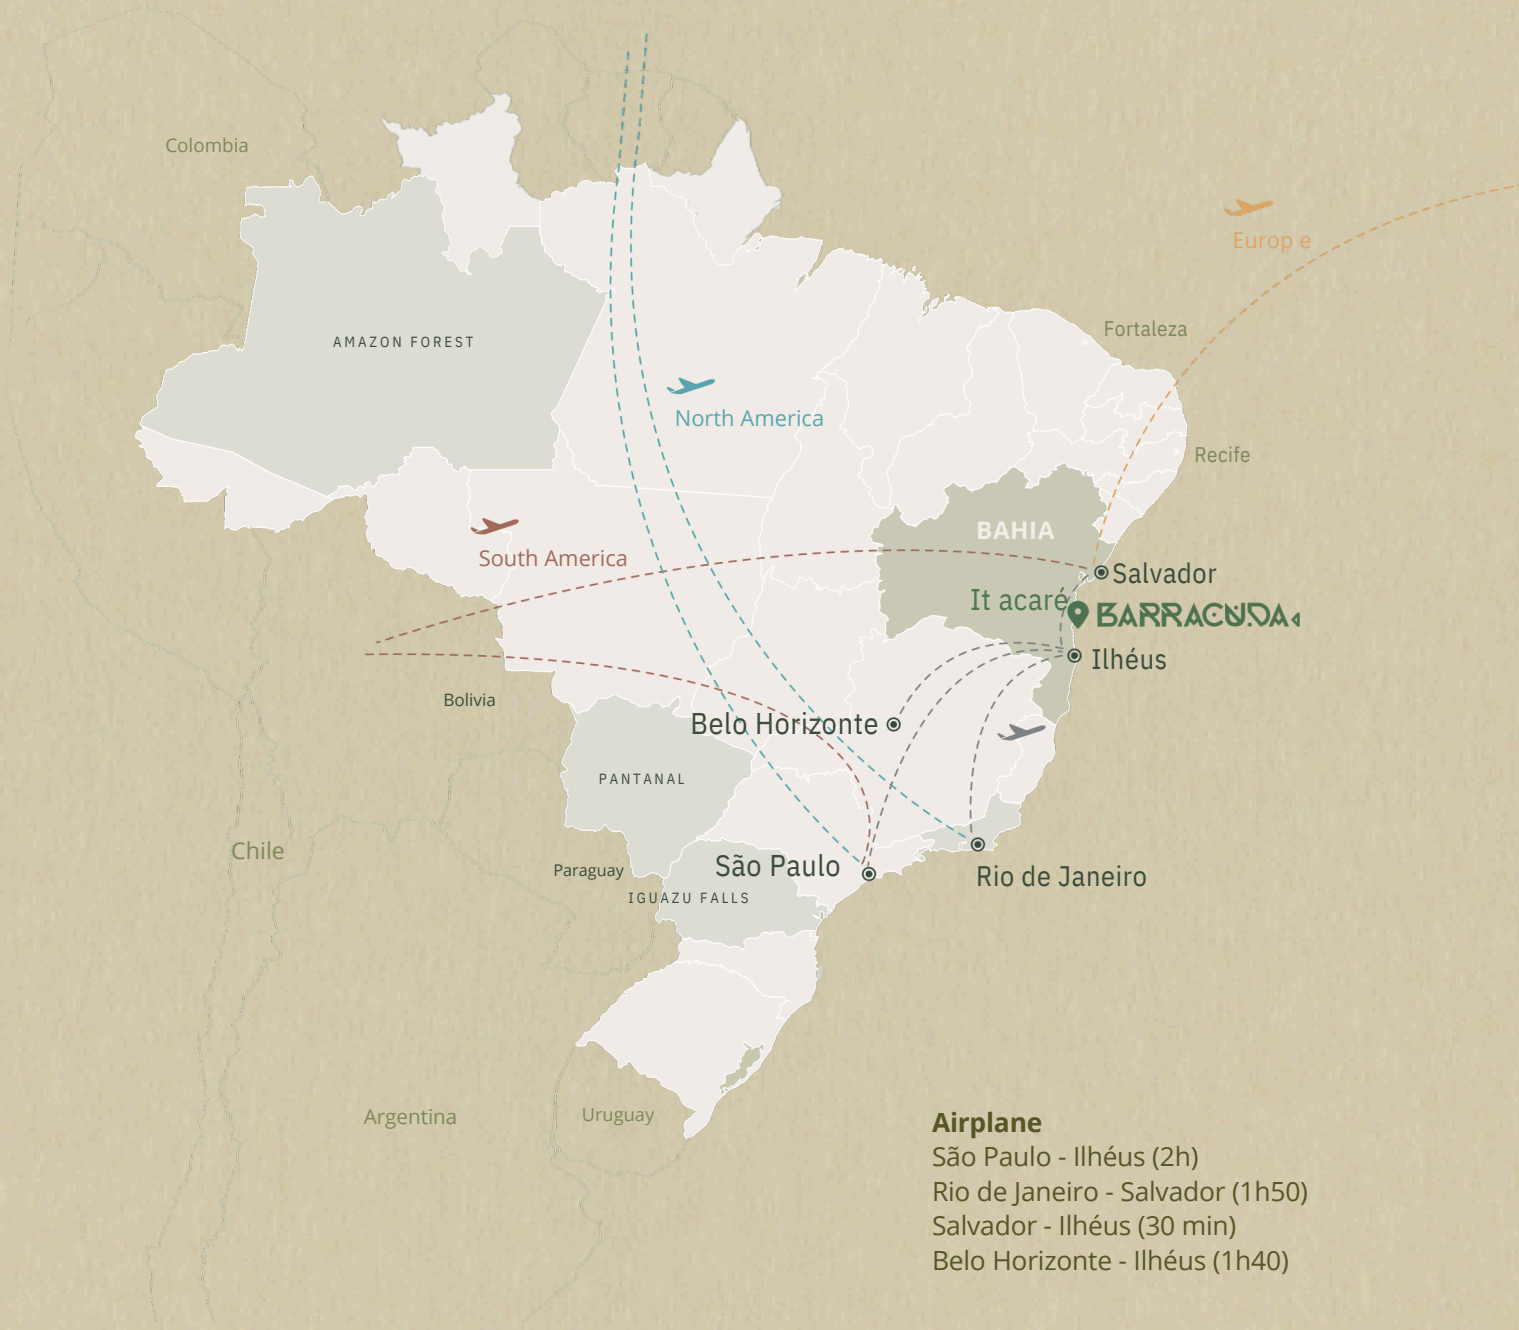 Colombia
Europ e
Fortaleza
AMAZON FOREST
North America
Recife
BAHIA
South America
Salvador
It acaré
BARRACUDA
Ilhéus
Bolivia
Belo Horizonte
PANTANAL
Chile
Paraguay
São Paulo
Rio de Janeiro
IGUAZU FALLS
Argentina
Uruguay
Airplane
São Paulo - Ilhéus (2h)
Rio de Janeiro - Salvador (1h50)
Salvador - Ilhéus (30 min)
Belo Horizonte - Ilhéus (1h40)